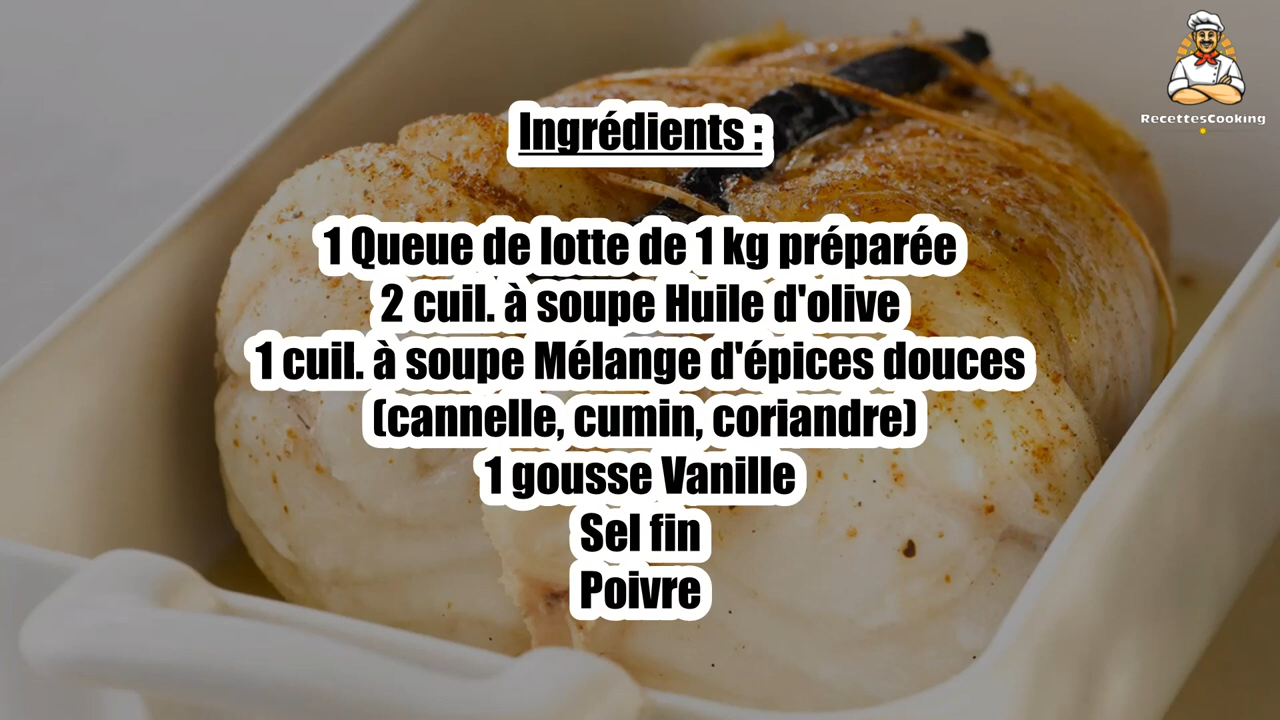 RecettesCooking
Ingrédients :
1 Queue de lotte de 1 kg préparée
2 cuil. à soupe Huile d'olive
1 cuil. à soupe Mélange d'épices douces
(cannelle, cumin, coriandre)
1 gousse Vanille
Sel fin
Poivre